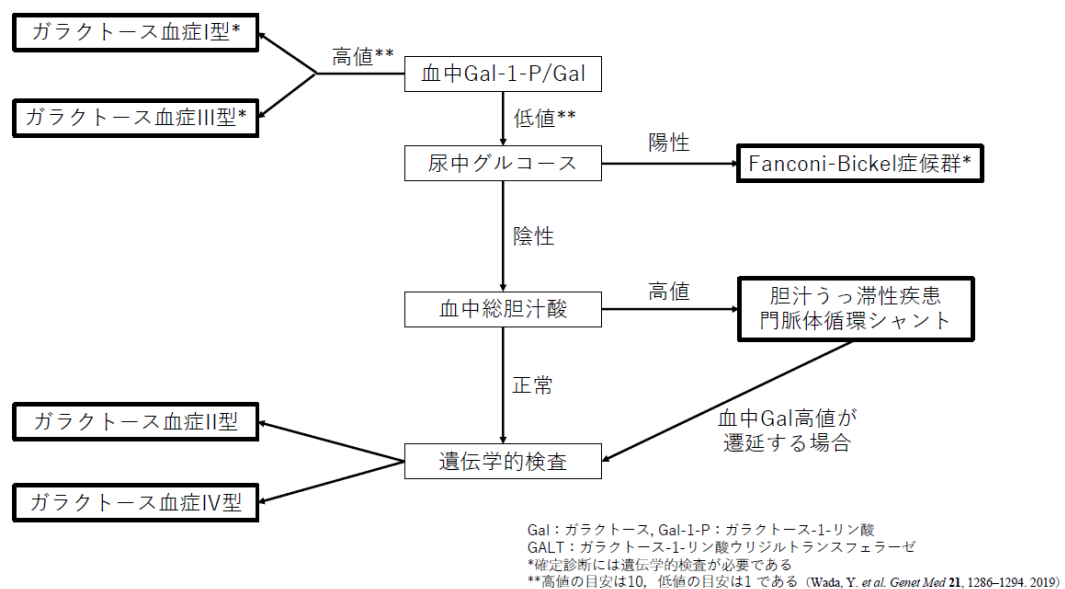 ガラクトース血症I型*
高値**
血中Gal-1-P/Gal
ガラクトース血症III型*
低値**
尿中グルコース
陽性
Fanconi-Bickel症候群*
陰性
血中総胆汁酸
高値
胆汁うっ滞性疾患
門脈体循環シャント
正常
血中Gal高値が
遷延する場合
ガラクトース血症II型
遺伝学的検査
ガラクトース血症IV型
Gal：ガラクトース, Gal-1-P：ガラクトース-1-リン酸
GALT：ガラクトース-1-リン酸ウリジルトランスフェラーゼ
*確定診断には遺伝学的検査が必要である
**高値の目安は10，低値の目安は1 である（Wada, Y. et al. Genet Med 21, 1286–1294. 2019）